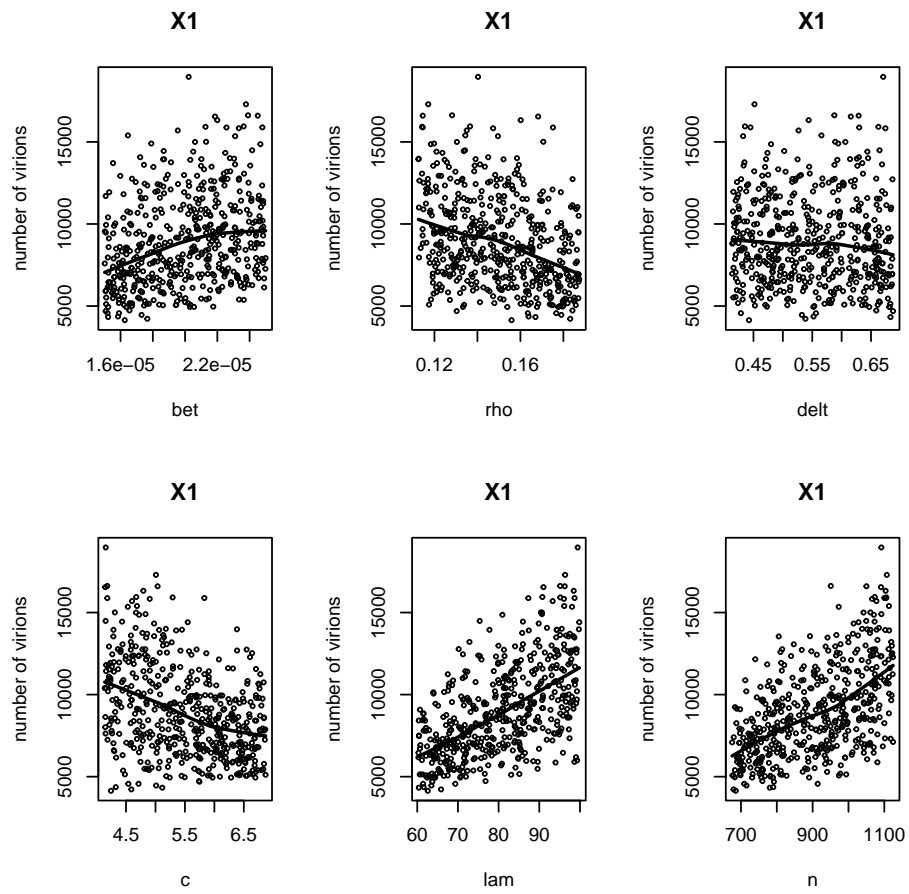 X1
number of virions
15000
10000
5000
1.6e−05 2.2e−05
bet
X1
number of virions
15000
10000
5000
0.12 0.16
rho
X1
number of virions
15000
10000
5000
0.45 0.55 0.65
delt
X1
number of virions
15000
10000
5000
4.5 5.5 6.5
c
X1
number of virions
15000
10000
5000
60 70 80 90
lam
X1
number of virions
15000
10000
5000
700 900 1100
n